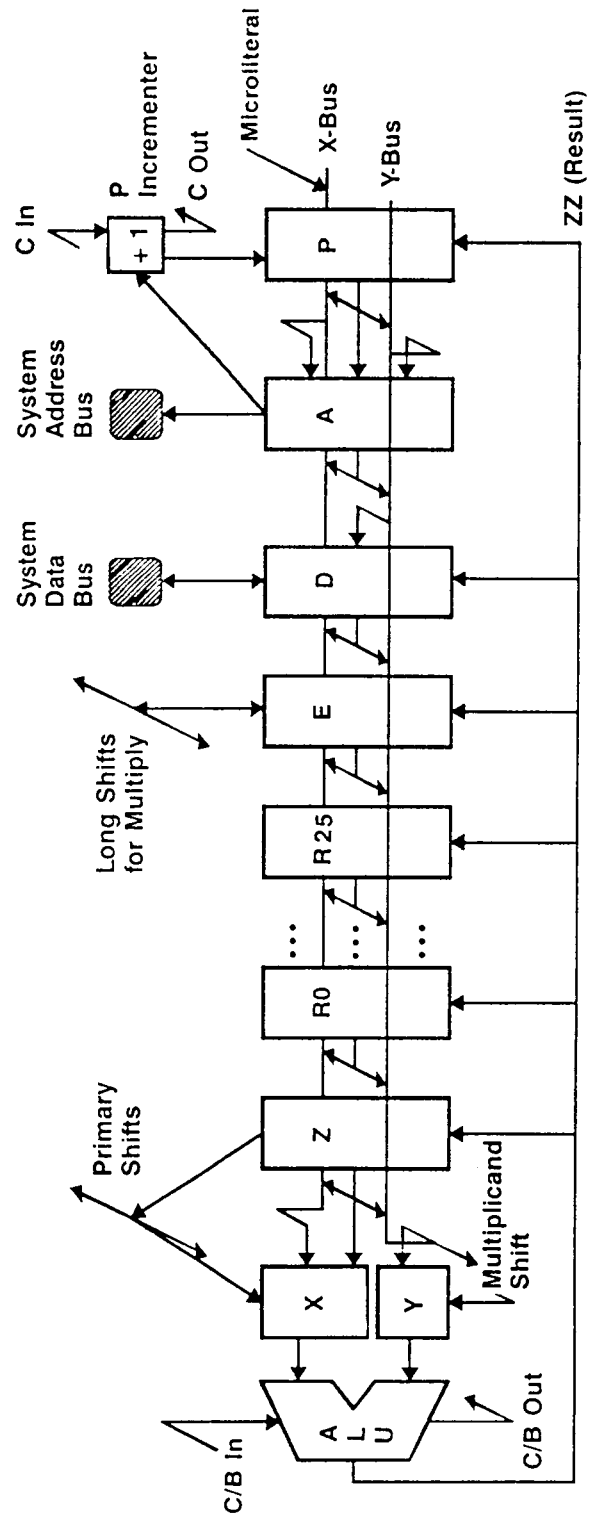 C In
P
Incrementer
+ 1
C Out
Microliteral
X-Bus
Y-Bus
P
ZZ (Result)
System
Address
Bus
A
System
Data
Bus
D
Long Shifts
for Multiply
E
R25
...
...
...
R0
Primary
Shifts
Z
Multiplicand
Shift
X
Y
A
L
U
C/B In
C/B Out